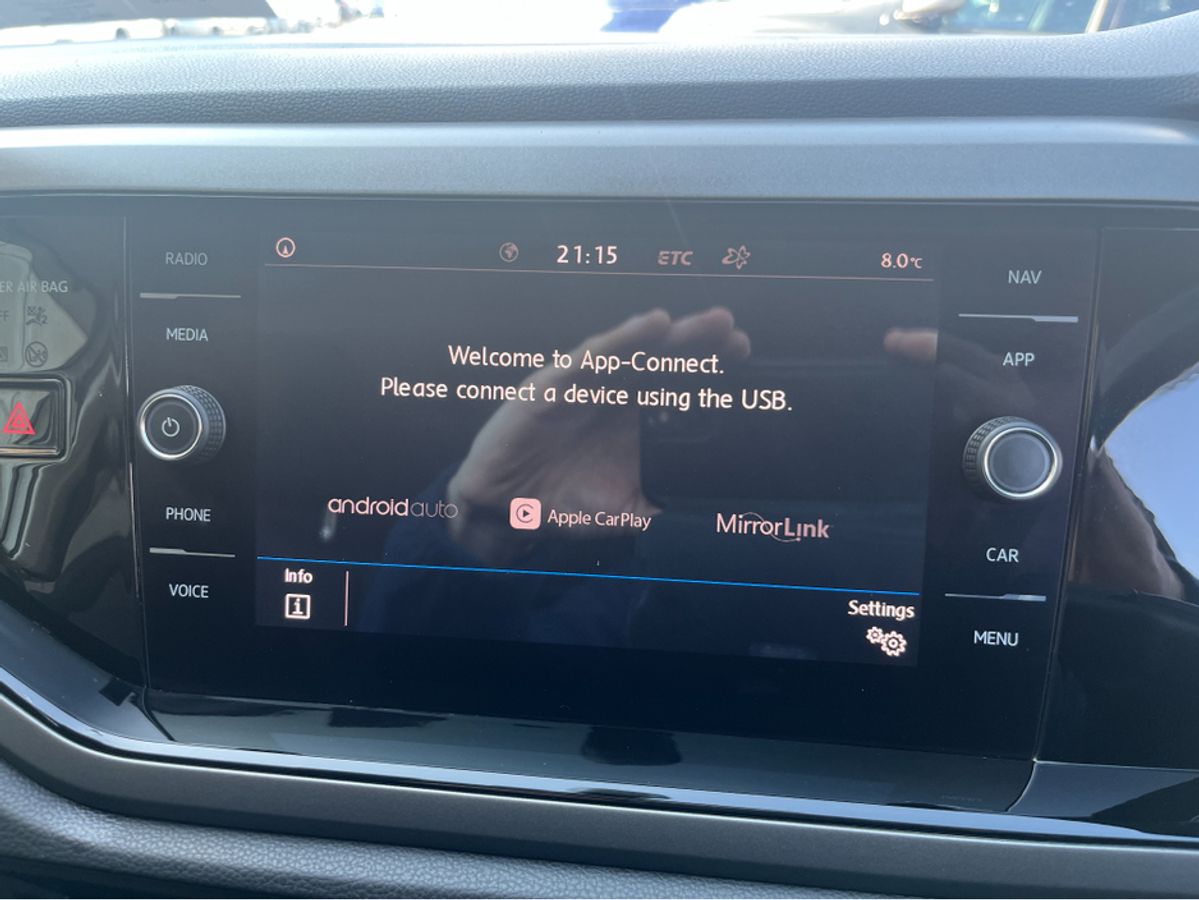 RADIO
MEDIA
PHONE
VOICE
AIR BAG
21:15 ETC 8.0°C
Welcome to App-Connect.
Please connect a device using the USB.
androidauto
Apple CarPlay
MirrorLink
Info
Settings
NAV
APP
CAR
MENU